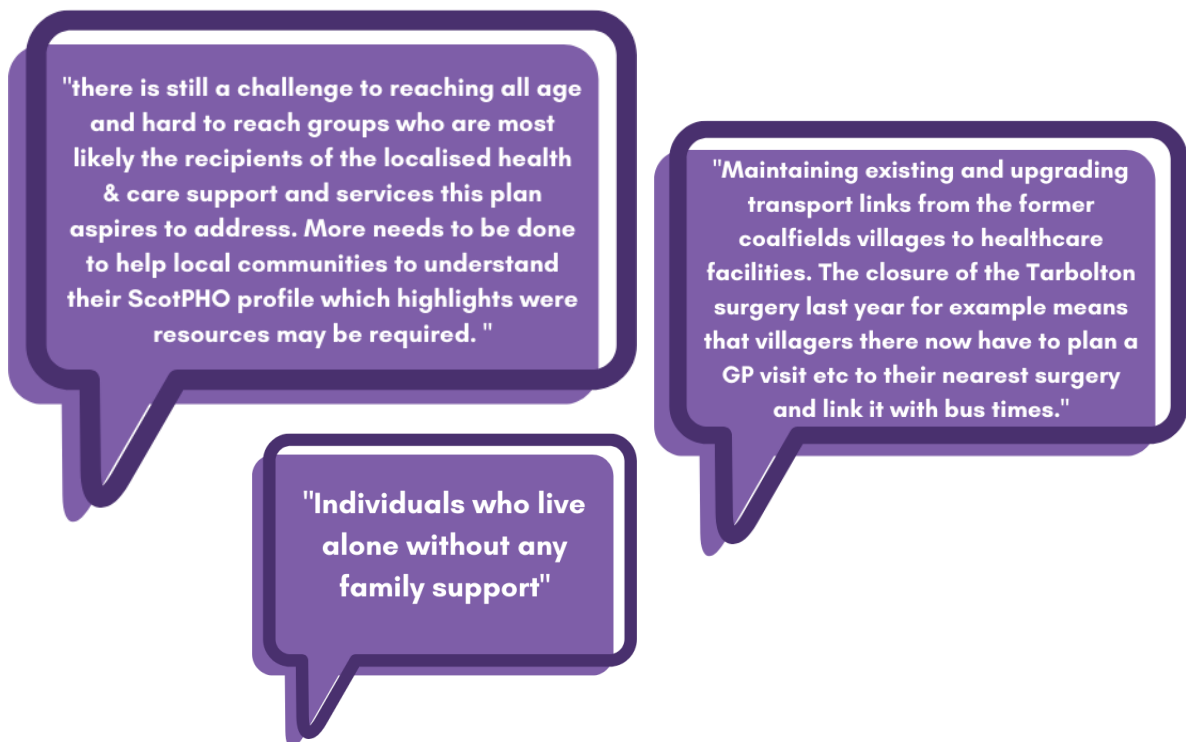 "there is still a challenge to reaching all age
and hard to reach groups who are most
likely the recipients of the localised health
& care support and services this plan
aspires to address. More needs to be done
to help local communities to understand
their ScotPHO profile which highlights were
resources may be required. "
"Maintaining existing and upgrading
transport links from the former
coalfields villages to healthcare
facilities. The closure of the Tarbolton
surgery last year for example means
that villagers there now have to plan a
GP visit etc to their nearest surgery
and link it with bus times."
"Individuals who live
alone without any
family support"